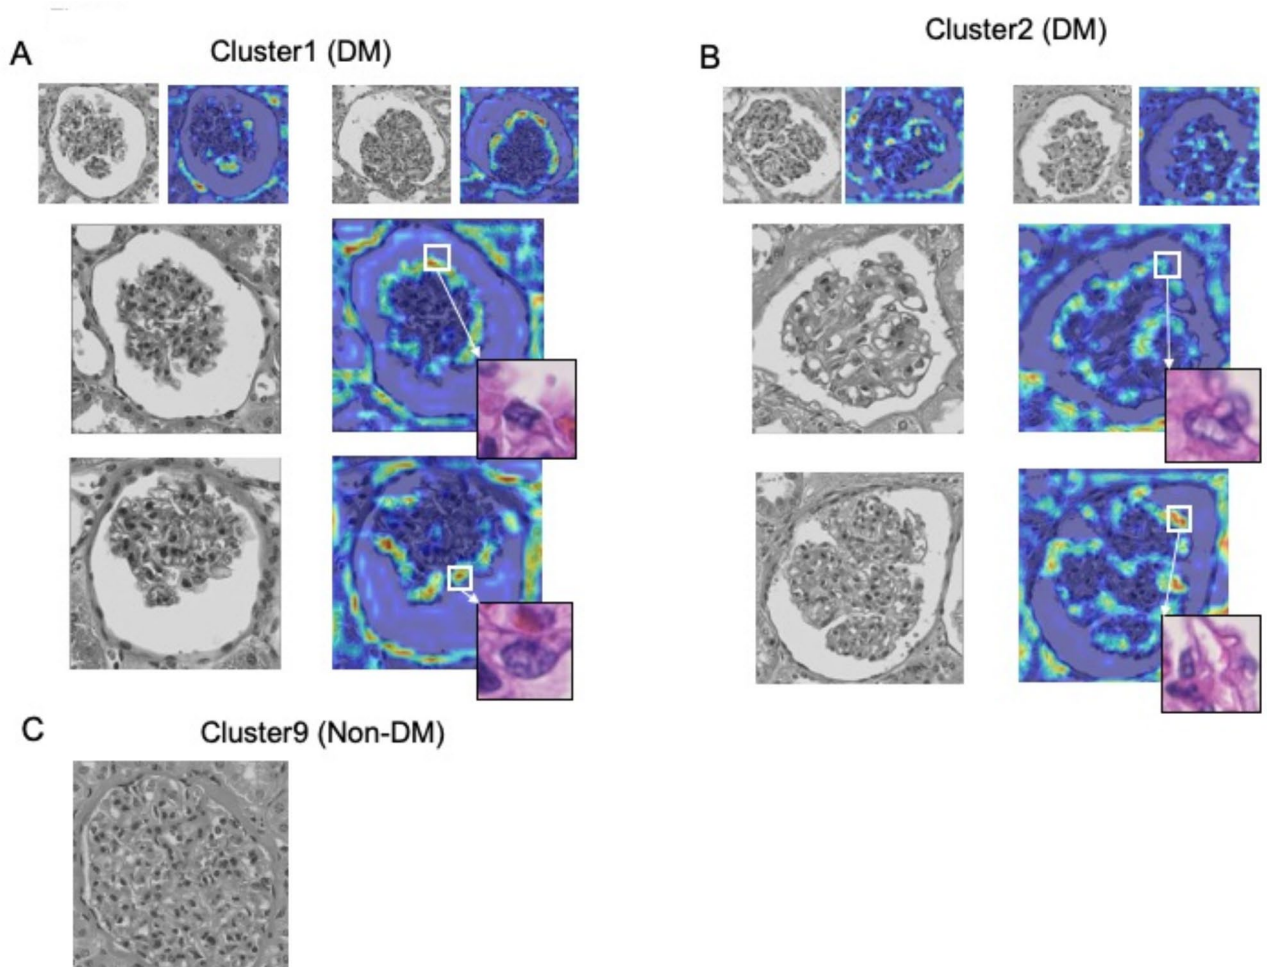 A
Cluster1 (DM)
B
Cluster2 (DM)
C
Cluster9 (Non-DM)